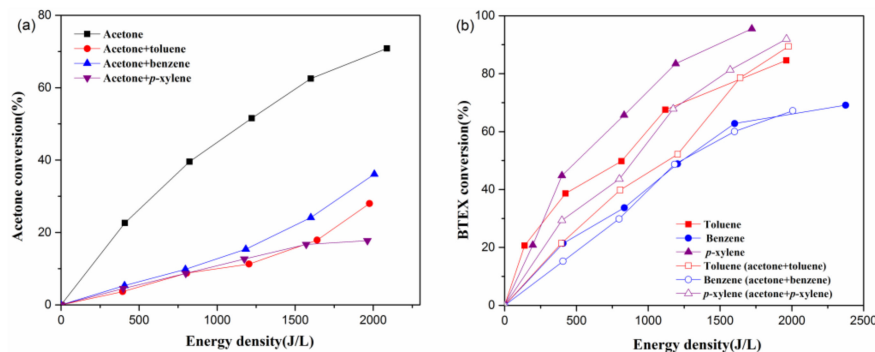 (a)
Acetone conversion(%)
80
60
40
20
0
Acetone
Acetone+toluene
Acetone+benzene
Acetone+p-xylene
0
500
1000
1500
2000
Energy density(J/L)
(b)
BTEX conversion(%)
100
80
60
40
20
0
Toluene
Benzene
p-xylene
Toluene (acetone+toluene)
Benzene (acetone+benzene)
p-xylene (acetone+p-xylene)
0
500
1000
1500
2000
2500
Energy density(J/L)